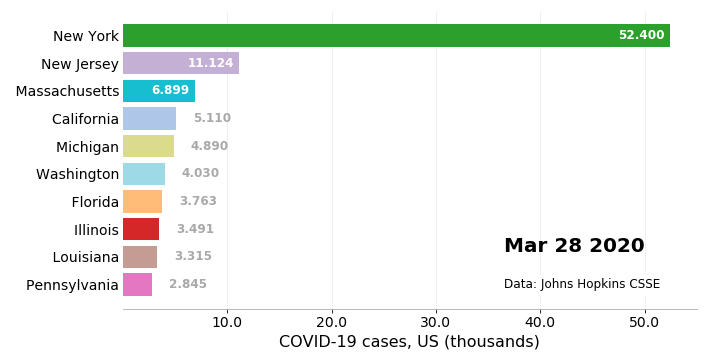 New York 52.400
New Jersey 11.124
Massachusetts 6.899
California 5.110
Michigan 4.890
Washington 4.030
Florida 3.763
Illinois 3.491
Louisiana 3.315
Pennsylvania 2.845
Mar 28 2020
Data: Johns Hopkins CSSE
10.0 20.0 30.0 40.0 50.0
COVID-19 cases, US (thousands)